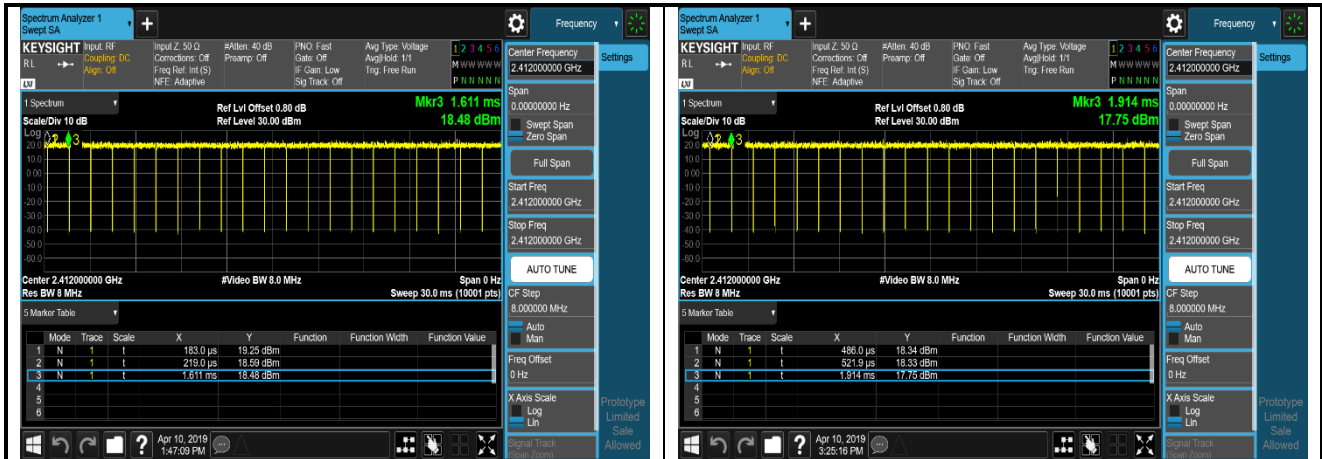 Spectrum Analyzer 1
Swept SA
Frequency
KEYSIGHT Input: RF Input Z: 50 Ω #Atten: 40 dB PNO: Fast Avg Type: Voltage 1 2 3 4 5 6
RL Coupling: DC Corrections: Off Preamp: Off Gate: Off Avg|Hold: 1/1 M W W W W W
Align: Off Freq Ref: Int (S) IF Gain: Low Trig: Free Run
NFE: Adaptive Sig Track: Off P N N N N N
LXI
1 Spectrum
Scale/Div 10 dB
Ref Lvl Offset 0.80 dB
Ref Level 30.00 dBm
Mkr3 1.611 ms
18.48 dBm
Log
2 3
20.0
10.0
0.00
-10.0
-20.0
-30.0
-40.0
-50.0
-60.0
Center 2.412000000 GHz #Video BW 8.0 MHz Span 0 Hz
Res BW 8 MHz Sweep 30.0 ms (10001 pts)
5 Marker Table
Mode Trace Scale X Y Function Function Width Function Value
1 N 1 t 183.0 µs 19.25 dBm
2 N 1 t 219.0 µs 18.59 dBm
3 N 1 t 1.611 ms 18.48 dBm
4
5
6
Apr 10, 2019
1:47:09 PM
Center Frequency
2.412000000 GHz
Span
0.00000000 Hz
Swept Span
Zero Span
Full Span
Start Freq
2.412000000 GHz
Stop Freq
2.412000000 GHz
AUTO TUNE
CF Step
8.000000 MHz
Auto
Man
Freq Offset
0 Hz
X Axis Scale
Log
Lin
Signal Track
(Span Zoom)
Settings
Prototype
Limited
Sale
Allowed
Spectrum Analyzer 1
Swept SA
Frequency
KEYSIGHT Input: RF Input Z: 50 Ω #Atten: 40 dB PNO: Fast Avg Type: Voltage 1 2 3 4 5 6
RL Coupling: DC Corrections: Off Preamp: Off Gate: Off Avg|Hold: 1/1 M W W W W W
Align: Off Freq Ref: Int (S) IF Gain: Low Trig: Free Run
NFE: Adaptive Sig Track: Off P N N N N N
LXI
1 Spectrum
Scale/Div 10 dB
Ref Lvl Offset 0.80 dB
Ref Level 30.00 dBm
Mkr3 1.914 ms
17.75 dBm
Log
2 3
20.0
10.0
0.00
-10.0
-20.0
-30.0
-40.0
-50.0
-60.0
Center 2.412000000 GHz #Video BW 8.0 MHz Span 0 Hz
Res BW 8 MHz Sweep 30.0 ms (10001 pts)
5 Marker Table
Mode Trace Scale X Y Function Function Width Function Value
1 N 1 t 486.0 µs 18.34 dBm
2 N 1 t 521.9 µs 18.33 dBm
3 N 1 t 1.914 ms 17.75 dBm
4
5
6
Apr 10, 2019
3:25:16 PM
Center Frequency
2.412000000 GHz
Span
0.00000000 Hz
Swept Span
Zero Span
Full Span
Start Freq
2.412000000 GHz
Stop Freq
2.412000000 GHz
AUTO TUNE
CF Step
8.000000 MHz
Auto
Man
Freq Offset
0 Hz
X Axis Scale
Log
Lin
Signal Track
(Span Zoom)
Settings
Prototype
Limited
Sale
Allowed